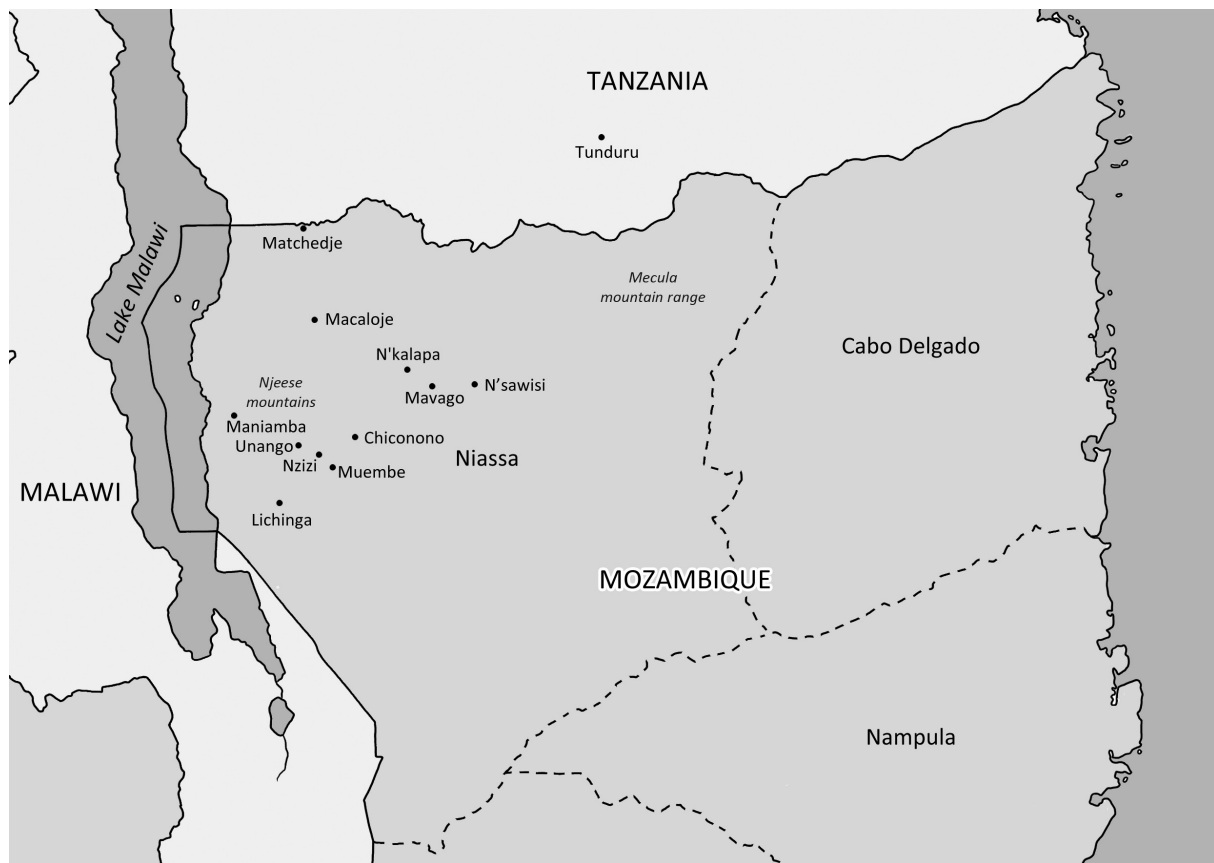 TANZANIA
Tunduru
Lake Malawi
Matchedje
Mecula
mountain range
Macaloje
Cabo Delgado
N'kalapa
Mavago
N’sawisi
Njeese
mountains
Maniamba
Unango
Chiconono
Nzizi
Muembe
Niassa
MALAWI
Lichinga
MOZAMBIQUE
Nampula